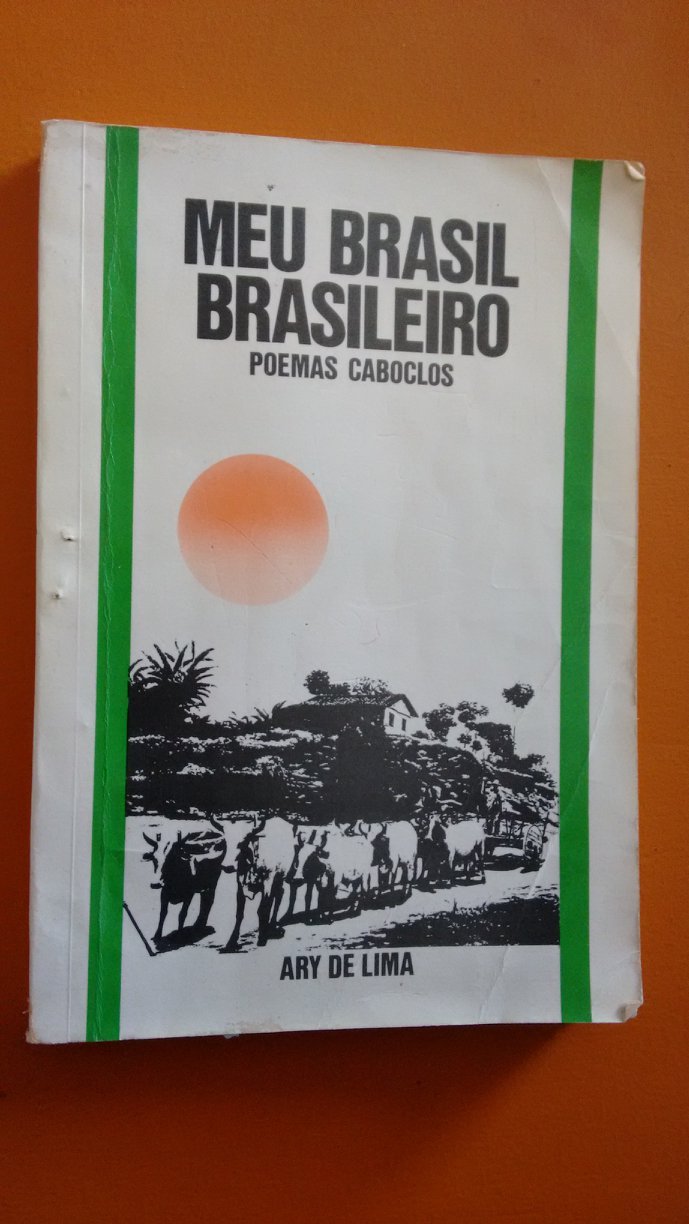 MEU BRASIL
BRASILEIRO
POEMAS CABOCLOS
ARY DE LIMA